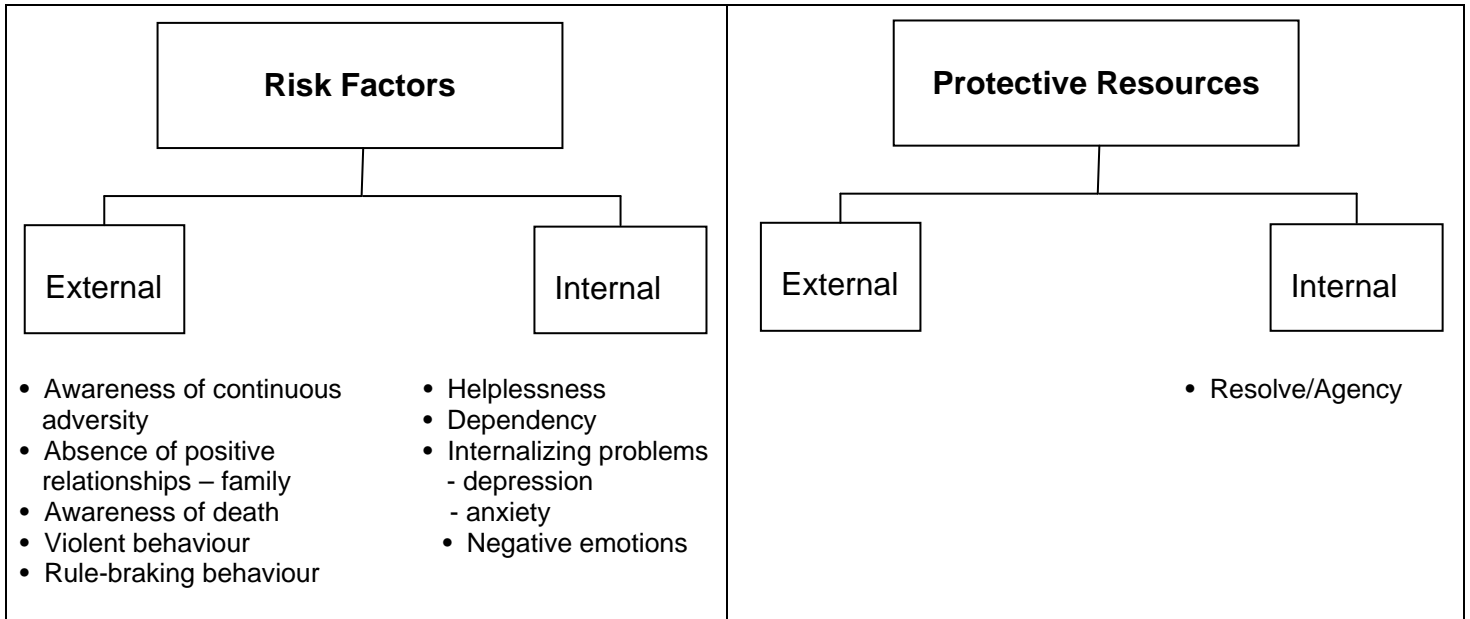 Risk Factors
External
Internal
• Awareness of continuous
adversity
• Absence of positive
relationships – family
• Awareness of death
• Violent behaviour
• Rule-braking behaviour
• Helplessness
• Dependency
• Internalizing problems
- depression
- anxiety
• Negative emotions
Protective Resources
External
Internal
• Resolve/Agency